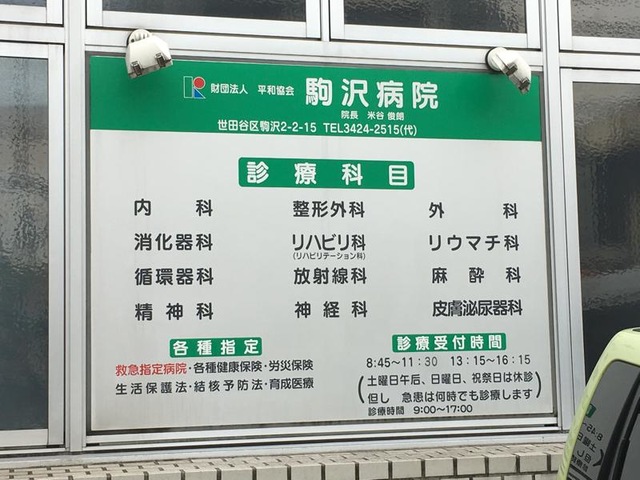 財団法人 平和協会 駒沢病院
院長 米谷 俊朗
世田谷区駒沢2-2-15 TEL3424-2515(代)
診療科目
内科 整形外科 外科
消化器科 リハビリ科 リウマチ科
(リハビリテーション科)
循環器科 放射線科 麻酔科
精神科 神経科 皮膚泌尿器科
各種指定
救急指定病院・各種健康保険・労災保険
生活保護法・結核予防法・育成医療
診療受付時間
8:45〜11:30 13:15〜16:15
(土曜日午后、日曜日、祝祭日は休診
但し 急患は何時でも診療します)
診療時間 9:00〜17:00